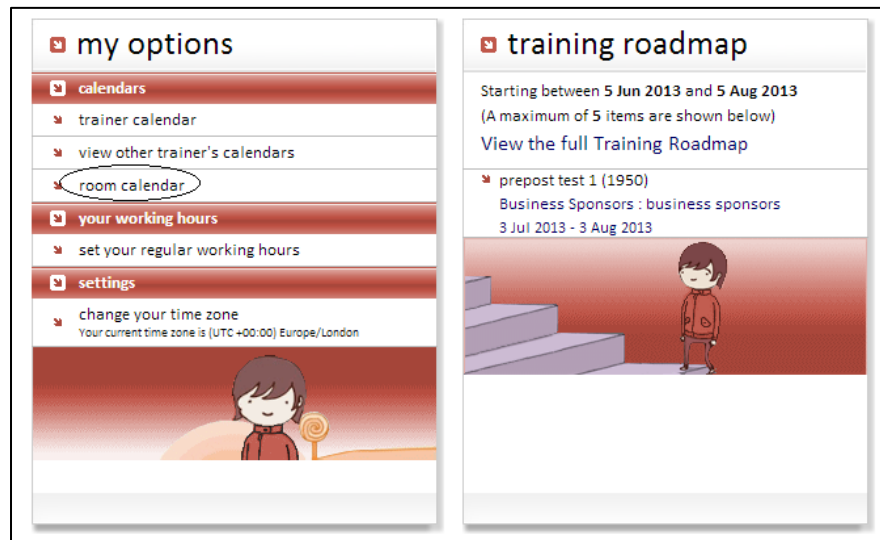 my options
calendars
trainer calendar
view other trainer's calendars
room calendar
your working hours
set your regular working hours
settings
change your time zone
Your current time zone is (UTC +00:00) Europe/London
training roadmap
Starting between 5 Jun 2013 and 5 Aug 2013
(A maximum of 5 items are shown below)
View the full Training Roadmap
prepost test 1 (1950)
Business Sponsors : business sponsors
3 Jul 2013 - 3 Aug 2013